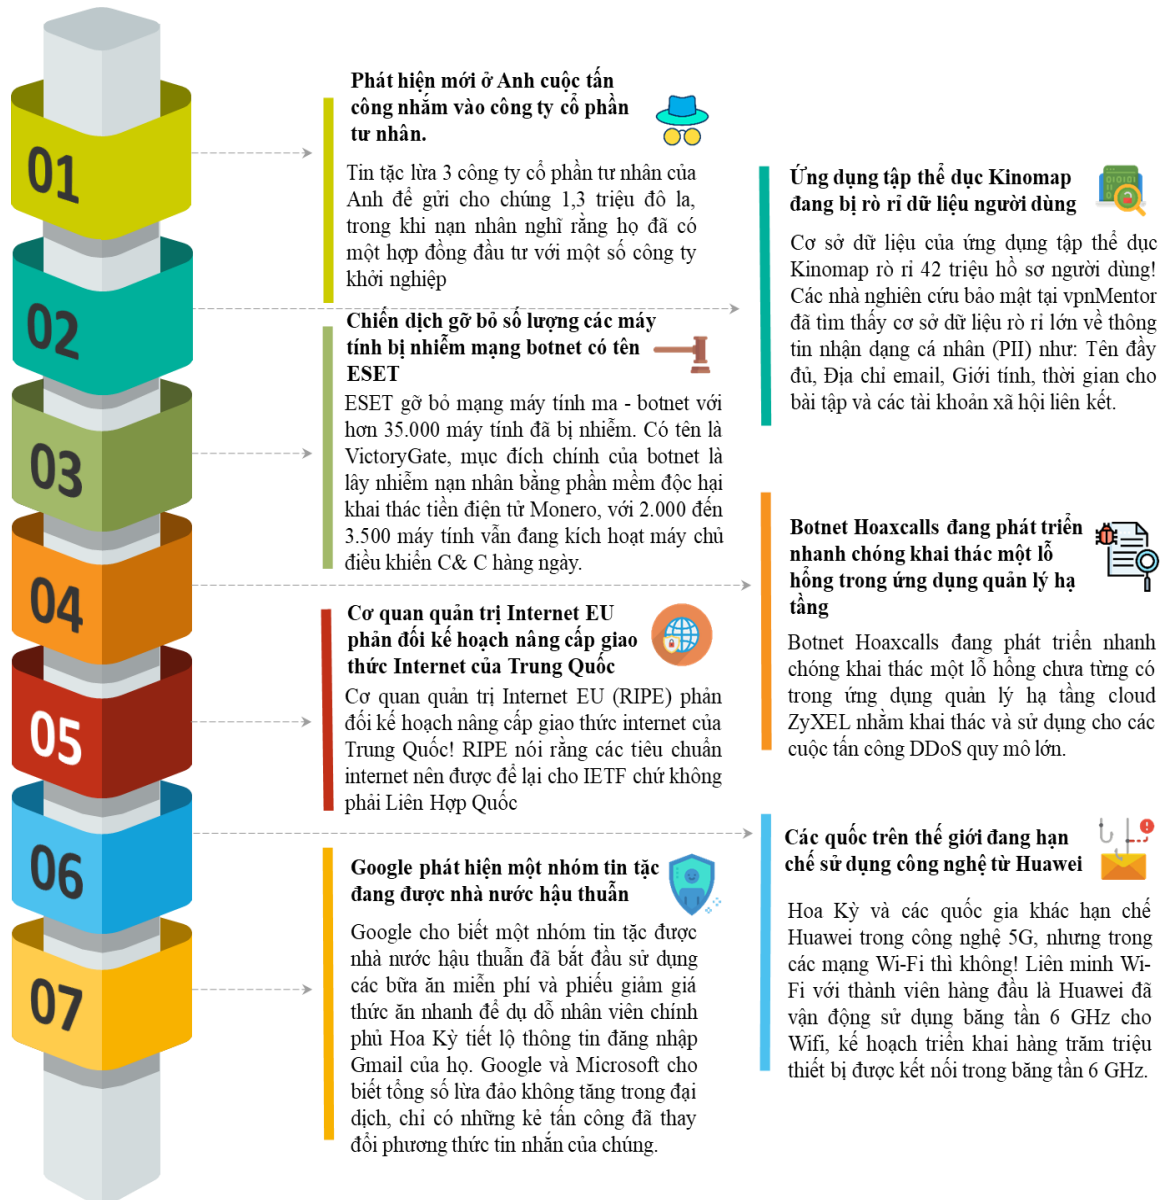 01
Phát hiện mới ở Anh cuộc tấn
công nhắm vào công ty cổ phần
tư nhân.
Tin tặc lừa 3 công ty cổ phần tư nhân của
Anh để gửi cho chúng 1,3 triệu đô la,
trong khi nạn nhân nghĩ rằng họ đã có
một hợp đồng đầu tư với một số công ty
khởi nghiệp
02
Ứng dụng tập thể dục Kinomap
đang bị rò rỉ dữ liệu người dùng
Cơ sở dữ liệu của ứng dụng tập thể dục
Kinomap rò rỉ 42 triệu hồ sơ người dùng!
Các nhà nghiên cứu bảo mật tại vpnMentor
đã tìm thấy cơ sở dữ liệu rò rỉ lớn về thông
tin nhận dạng cá nhân (PII) như: Tên đầy
đủ, Địa chỉ email, Giới tính, thời gian cho
bài tập và các tài khoản xã hội liên kết.
03
Chiến dịch gỡ bỏ số lượng các máy
tính bị nhiễm mạng botnet có tên
ESET
ESET gỡ bỏ mạng máy tính ma - botnet với
hơn 35.000 máy tính đã bị nhiễm. Có tên là
VictoryGate, mục đích chính của botnet là
lây nhiễm nạn nhân bằng phần mềm độc hại
khai thác tiền điện tử Monero, với 2.000 đến
3.500 máy tính vẫn đang kích hoạt máy chủ
điều khiển C& C hàng ngày.
04
Botnet Hoaxcalls đang phát triển
nhanh chóng khai thác một lỗ
hổng trong ứng dụng quản lý hạ
tầng
Botnet Hoaxcalls đang phát triển nhanh
chóng khai thác một lỗ hổng chưa từng có
trong ứng dụng quản lý hạ tầng cloud
ZyXEL nhằm khai thác và sử dụng cho các
cuộc tấn công DDoS quy mô lớn.
05
Cơ quan quản trị Internet EU
phản đối kế hoạch nâng cấp giao
thức Internet của Trung Quốc
Cơ quan quản trị Internet EU (RIPE) phản
đối kế hoạch nâng cấp giao thức internet của
Trung Quốc! RIPE nói rằng các tiêu chuẩn
internet nên được để lại cho IETF chứ không
phải Liên Hợp Quốc
06
Các quốc trên thế giới đang hạn
chế sử dụng công nghệ từ Huawei
Hoa Kỳ và các quốc gia khác hạn chế
Huawei trong công nghệ 5G, nhưng trong
các mạng Wi-Fi thì không! Liên minh Wi-
Fi với thành viên hàng đầu là Huawei đã
vận động sử dụng băng tần 6 GHz cho
Wifi, kế hoạch triển khai hàng trăm triệu
thiết bị được kết nối trong băng tần 6 GHz.
07
Google phát hiện một nhóm tin tặc
đang được nhà nước hậu thuẫn
Google cho biết một nhóm tin tặc được
nhà nước hậu thuẫn đã bắt đầu sử dụng
các bữa ăn miễn phí và phiếu giảm giá
thức ăn nhanh để dụ dỗ nhân viên chính
phủ Hoa Kỳ tiết lộ thông tin đăng nhập
Gmail của họ. Google và Microsoft cho
biết tổng số lừa đảo không tăng trong đại
dịch, chỉ có những kẻ tấn công đã thay
đổi phương thức tin nhắn của chúng.